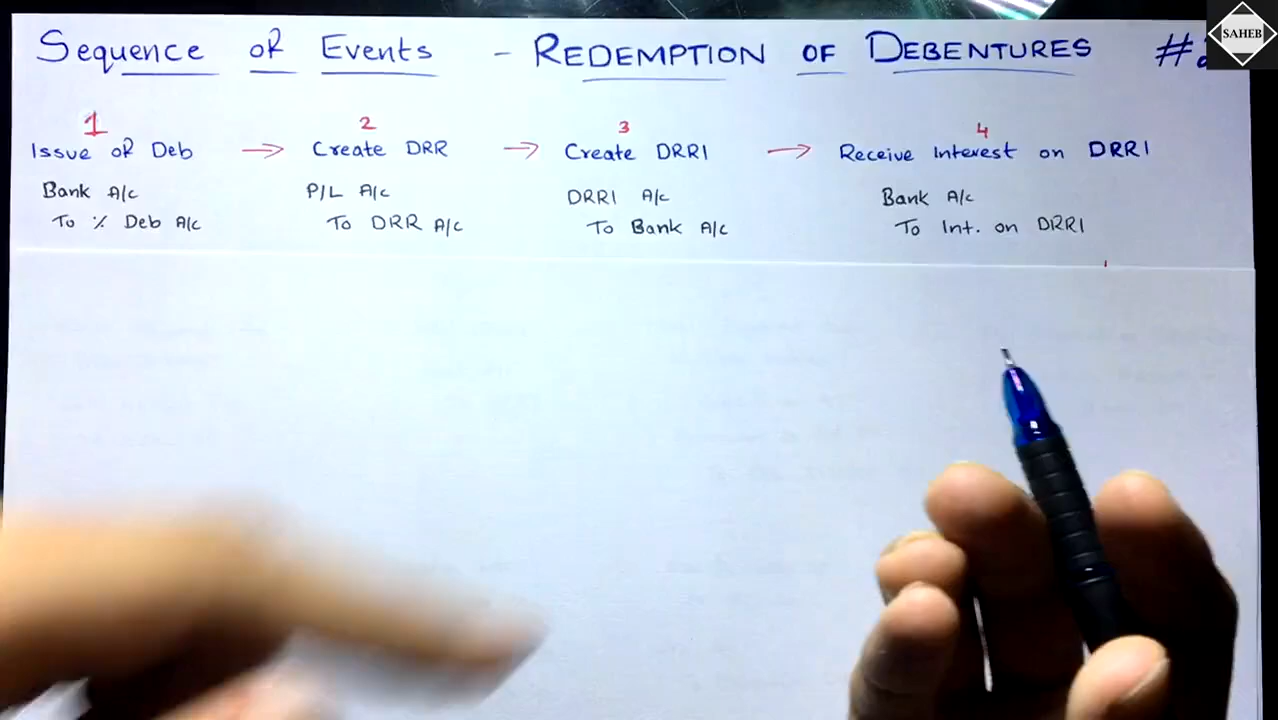 Sequence of Events - REDEMPTION OF DEBENTURES #
SAHEB
1 2 3 4
Issue of Deb → Create DRR → Create DRRI → Receive Interest on DRRI
Bank A/c P/L A/c DRRI A/c Bank A/c
To % Deb A/c To DRR A/c To Bank A/c To Int. on DRRI